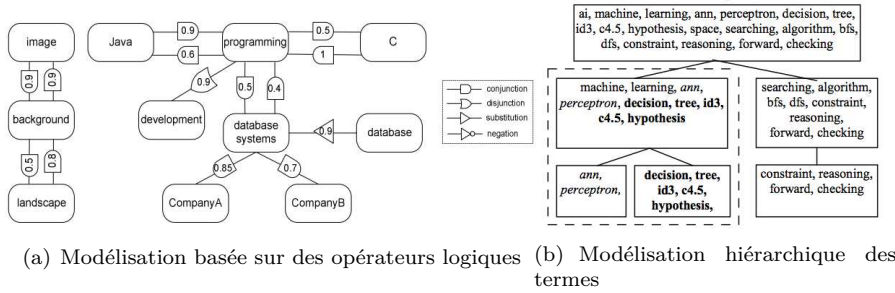 image
0.9
0.9
background
0.5
0.8
landscape
Java
0.9
0.6
programming
0.5
1
C
0.9
0.5
0.4
development
database
systems
0.9
database
0.85
0.7
CompanyA
CompanyB
conjunction
disjunction
substitution
negation
ai, machine, learning, ann, perceptron, decision, tree,
id3, c4.5, hypothesis, space, searching, algorithm, bfs,
dfs, constraint, reasoning, forward, checking
machine, learning, ann,
perceptron, decision, tree, id3,
c4.5, hypothesis
searching, algorithm,
bfs, dfs, constraint,
reasoning,
forward, checking
ann,
perceptron,
decision, tree,
id3, c4.5,
hypothesis,
constraint, reasoning,
forward, checking
(a) Modélisation basée sur des opérateurs logiques
(b) Modélisation hiérarchique des
termes